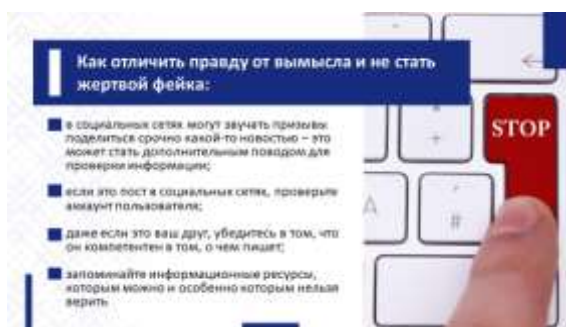 Как отличить правду от вымысла и не стать
жертвой фейка:
в социальных сетях могут звучать призывы
поделиться срочно какой-то новостью – это
может стать дополнительным поводом для
проверки информации;
если это пост в социальных сетях, проверьте
аккаунт пользователя;
даже если это ваш друг, убедитесь в том, что
он компетентен в том, о чем пишет;
запоминайте информационные ресурсы,
которым можно и особенно которым нельзя
верить
STOP
+
A
#